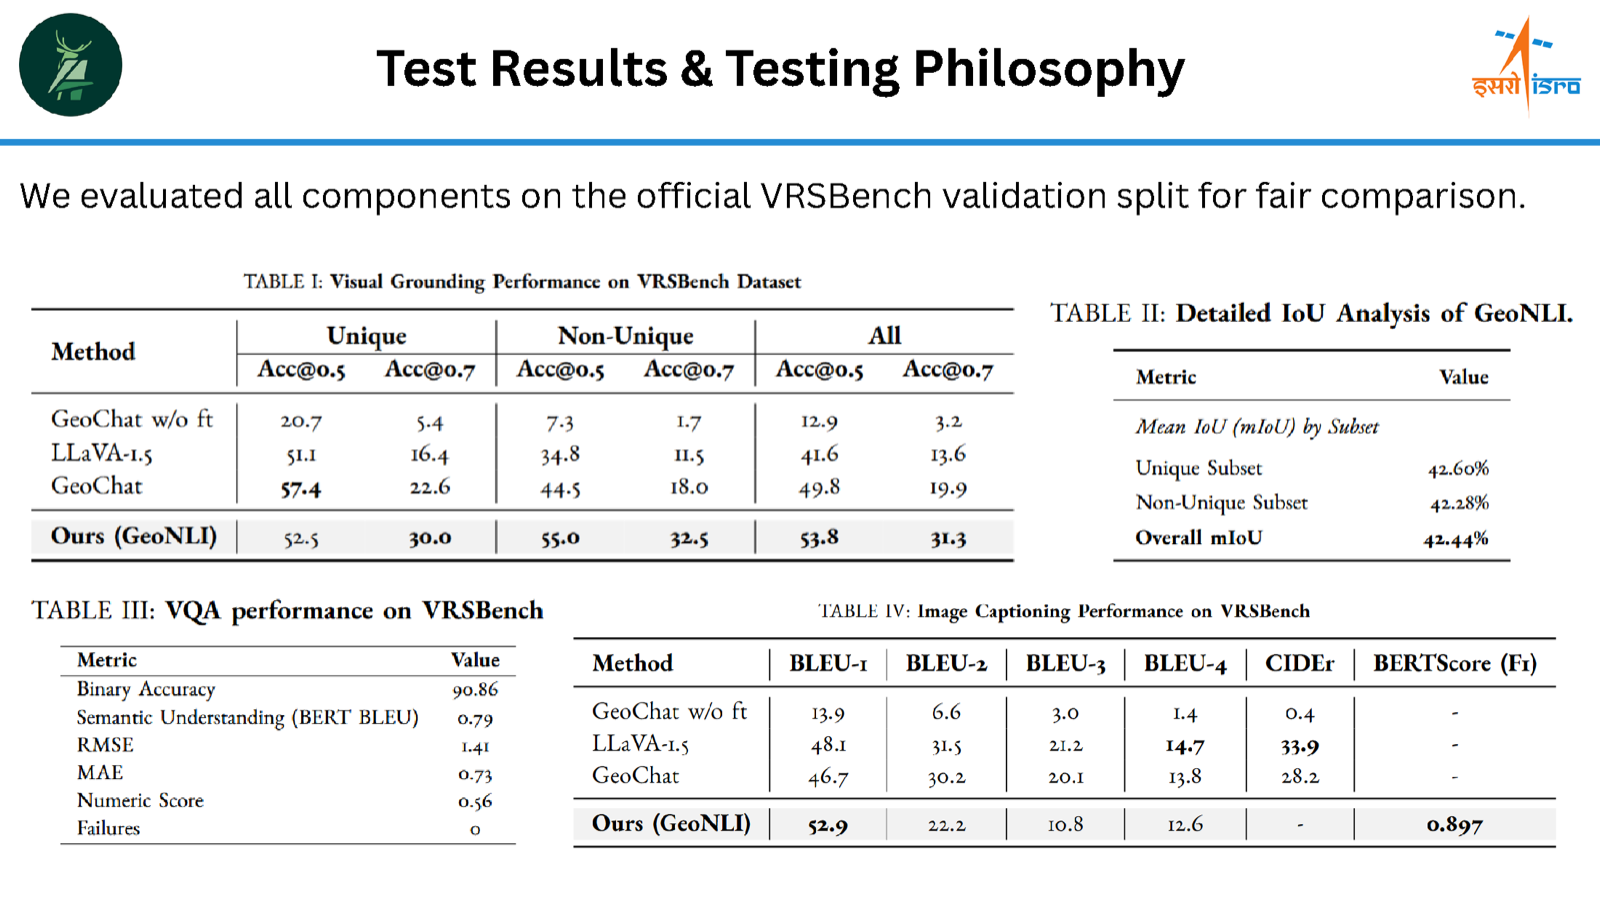 Test Results & Testing Philosophy
इसरो isro
We evaluated all components on the official VRSBench validation split for fair comparison.
TABLE I: Visual Grounding Performance on VRSBench Dataset
Method Unique Non-Unique All
Acc@0.5 Acc@0.7 Acc@0.5 Acc@0.7 Acc@0.5 Acc@0.7
GeoChat w/o ft 20.7 5.4 7.3 1.7 12.9 3.2
LLaVA-1.5 51.1 16.4 34.8 11.5 41.6 13.6
GeoChat 57.4 22.6 44.5 18.0 49.8 19.9
Ours (GeoNLI) 52.5 30.0 55.0 32.5 53.8 31.3
TABLE II: Detailed IoU Analysis of GeoNLI.
Metric Value
Mean IoU (mIoU) by Subset
Unique Subset 42.60%
Non-Unique Subset 42.28%
Overall mIoU 42.44%
TABLE III: VQA performance on VRSBench
Metric Value
Binary Accuracy 90.86
Semantic Understanding (BERT BLEU) 0.79
RMSE 1.41
MAE 0.73
Numeric Score 0.56
Failures 0
TABLE IV: Image Captioning Performance on VRSBench
Method BLEU-1 BLEU-2 BLEU-3 BLEU-4 CIDEr BERTScore (F1)
GeoChat w/o ft 13.9 6.6 3.0 1.4 0.4 -
LLaVA-1.5 48.1 31.5 21.2 14.7 33.9 -
GeoChat 46.7 30.2 20.1 13.8 28.2 -
Ours (GeoNLI) 52.9 22.2 10.8 12.6 - 0.897